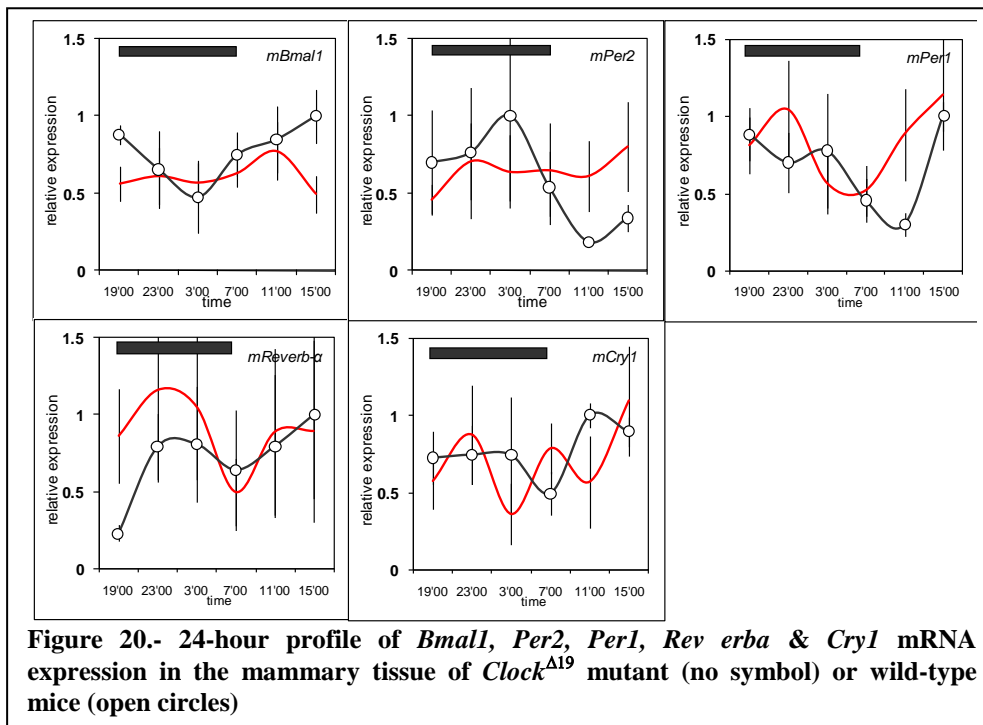 1.5
1
0.5
0
relative expression
mBmal1
19'00 23'00 3'00 7'00 11'00 15'00
time
1.5
1
0.5
0
relative expression
mPer2
19'00 23'00 3'00 7'00 11'00 15'00
time
1.5
1
0.5
0
relative expression
mPer1
19'00 23'00 3'00 7'00 11'00 15'00
time
1.5
1
0.5
0
relative expression
mReverb-α
19'00 23'00 3'00 7'00 11'00 15'00
time
1.5
1
0.5
0
relative expression
mCry1
19'00 23'00 3'00 7'00 11'00 15'00
time
Figure 20.- 24-hour profile of Bmal1, Per2, Per1, Rev erba & Cry1 mRNA
expression in the mammary tissue of Clock^Δ19 mutant (no symbol) or wild-type
mice (open circles)